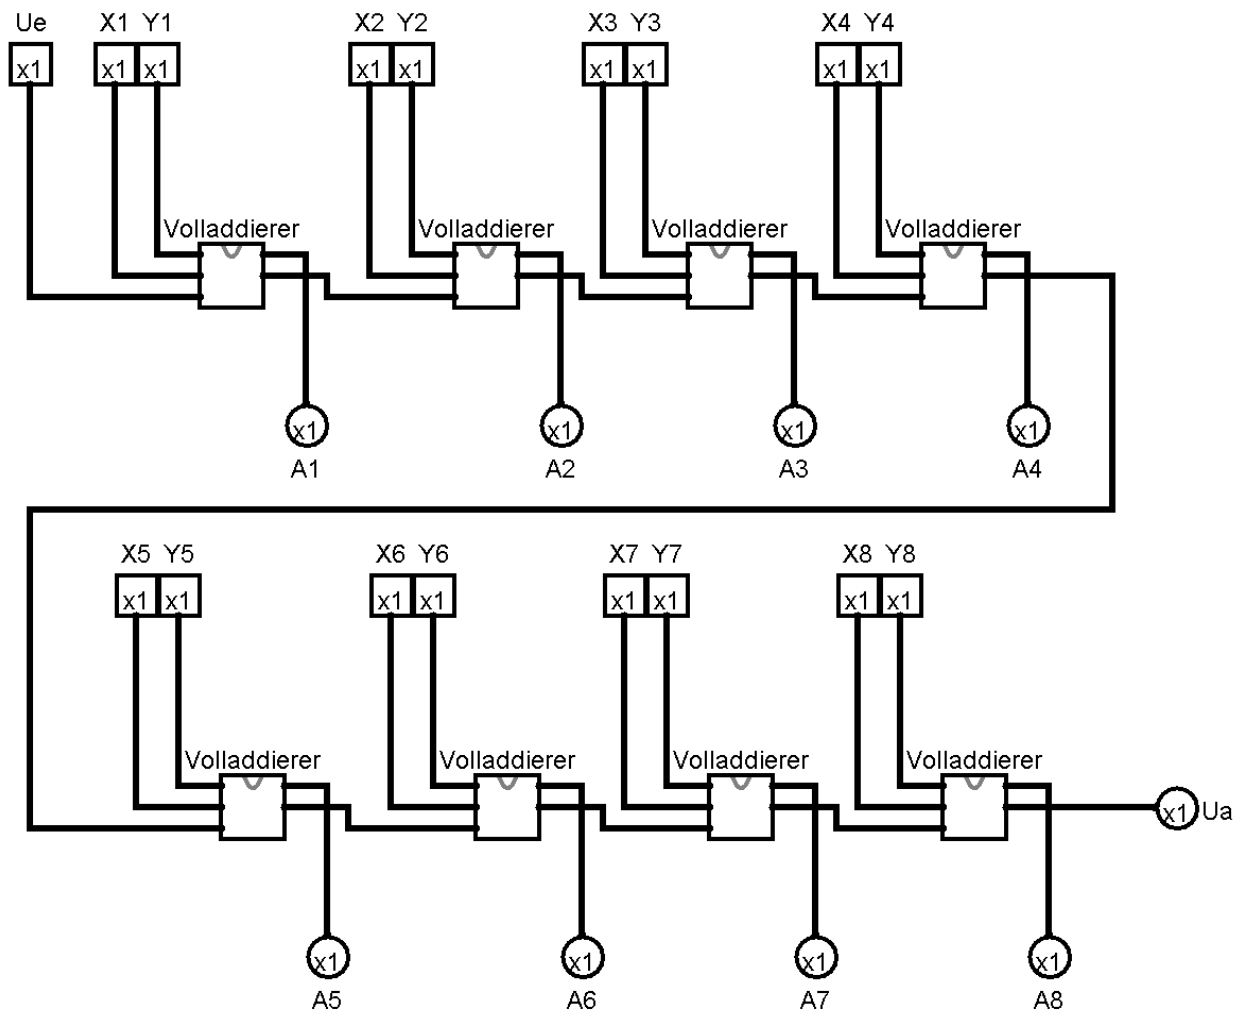 Ue X1 Y1 X2 Y2 X3 Y3 X4 Y4
x1 x1 x1 x1 x1 x1 x1 x1 x1
Volladdierer Volladdierer Volladdierer Volladdierer
x1 x1 x1 x1
A1 A2 A3 A4
X5 Y5 X6 Y6 X7 Y7 X8 Y8
x1 x1 x1 x1 x1 x1 x1 x1
Volladdierer Volladdierer Volladdierer Volladdierer
x1 Ua
x1 x1 x1 x1
A5 A6 A7 A8